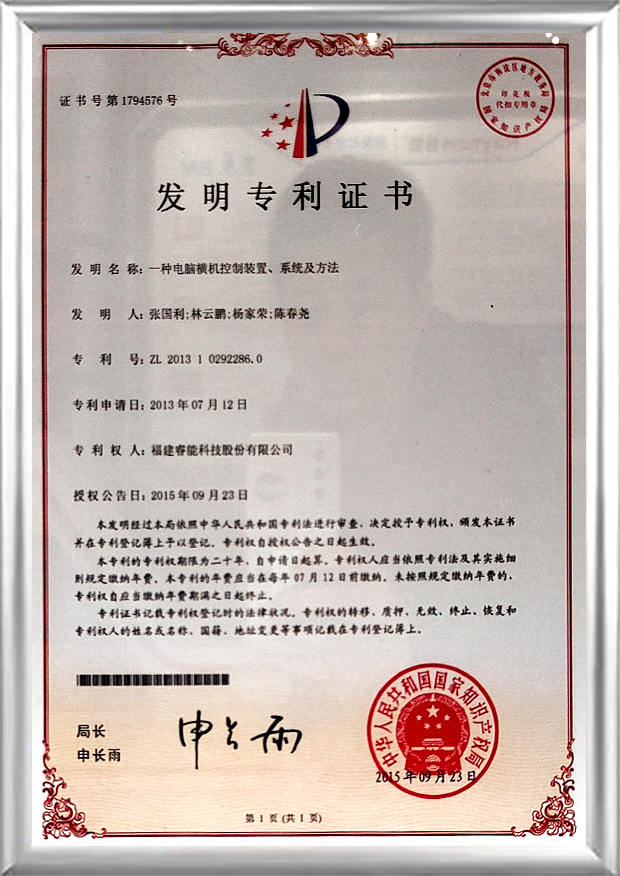 证书号第1794576号
印花税
代扣专用章
国家知识产权局
发明专利证书
发明名称：一种电脑横机控制装置、系统及方法
发明人：张国利;林云鹏;杨家荣;陈春尧
专利号：ZL 2013 1 0292286.0
专利申请日：2013年07月12日
专利权人：福建睿能科技股份有限公司
授权公告日：2015年09月23日
本发明经过本局依照中华人民共和国专利法进行审查，决定授予专利权，颁发本证书
并在专利登记簿上予以登记。专利权自授权公告之日起生效。
本专利的专利权期限为二十年，自申请日起算。专利权人应当依照专利法及其实施细
则规定缴纳年费。本专利的年费应当在每年07月12日前缴纳。未按照规定缴纳年费的，
专利权自应当缴纳年费期满之日起终止。
专利证书记载专利权登记时的法律状况。专利权的转移、质押、无效、终止、恢复和
专利权人的姓名或名称、国籍、地址变更等事项记载在专利登记簿上。
局长
申长雨
申长雨
中华人民共和国国家知识产权局
2015年09月23日
第1页(共1页)